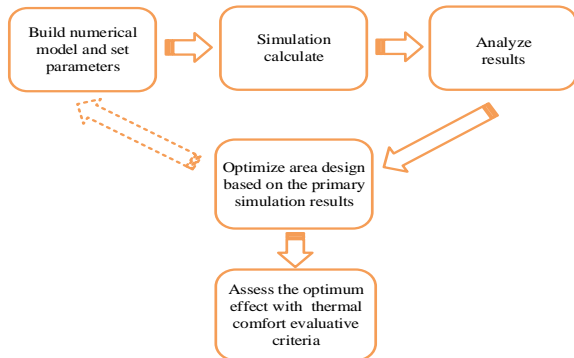 Build numerical
model and set
parameters
Simulation
calculate
Analyze
results
Optimize area design
based on the primary
simulation results
Assess the optimum
effect with thermal
comfort evaluative
criteria